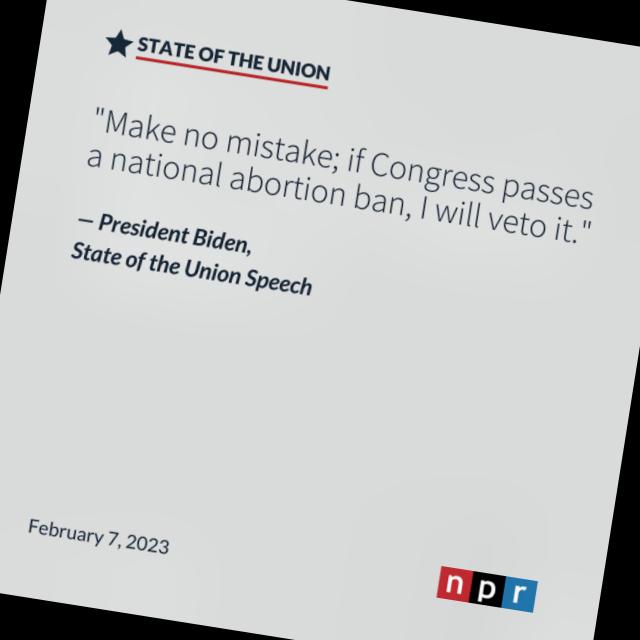 STATE OF THE UNION
"Make no mistake; if Congress passes
a national abortion ban, I will veto it."
— President Biden,
State of the Union Speech
February 7, 2023
npr